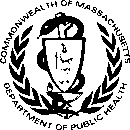 COMMONWEALTH OF MASSACHUSETTS
DEPARTMENT OF PUBLIC HEALTH